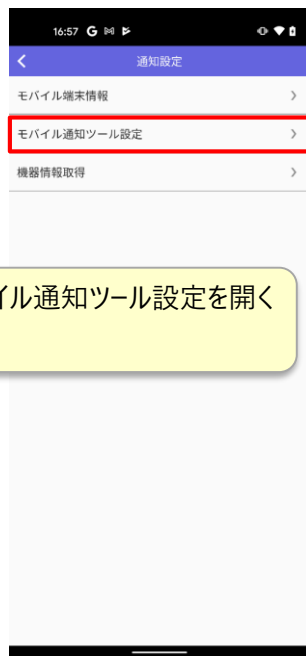 16:57 G
通知設定
モバイル端末情報
モバイル通知ツール設定
機器情報取得
イル通知ツール設定を開く